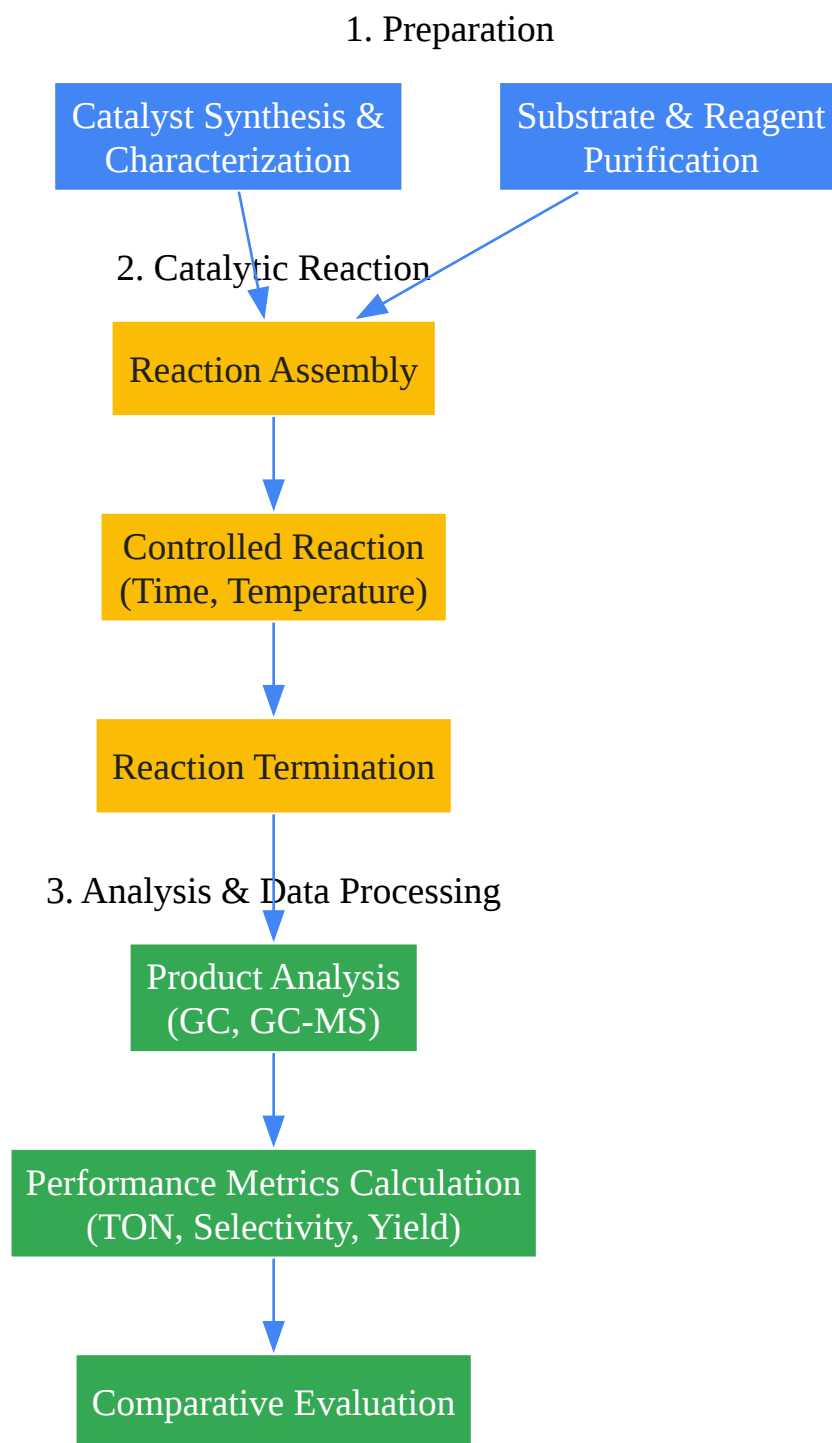 1. Preparation
Catalyst Synthesis &
Characterization
Substrate & Reagent
Purification
2. Catalytic Reaction
Reaction Assembly
Controlled Reaction
(Time, Temperature)
Reaction Termination
3. Analysis & Data Processing
Product Analysis
(GC, GC-MS)
Performance Metrics Calculation
(TON, Selectivity, Yield)
Comparative Evaluation